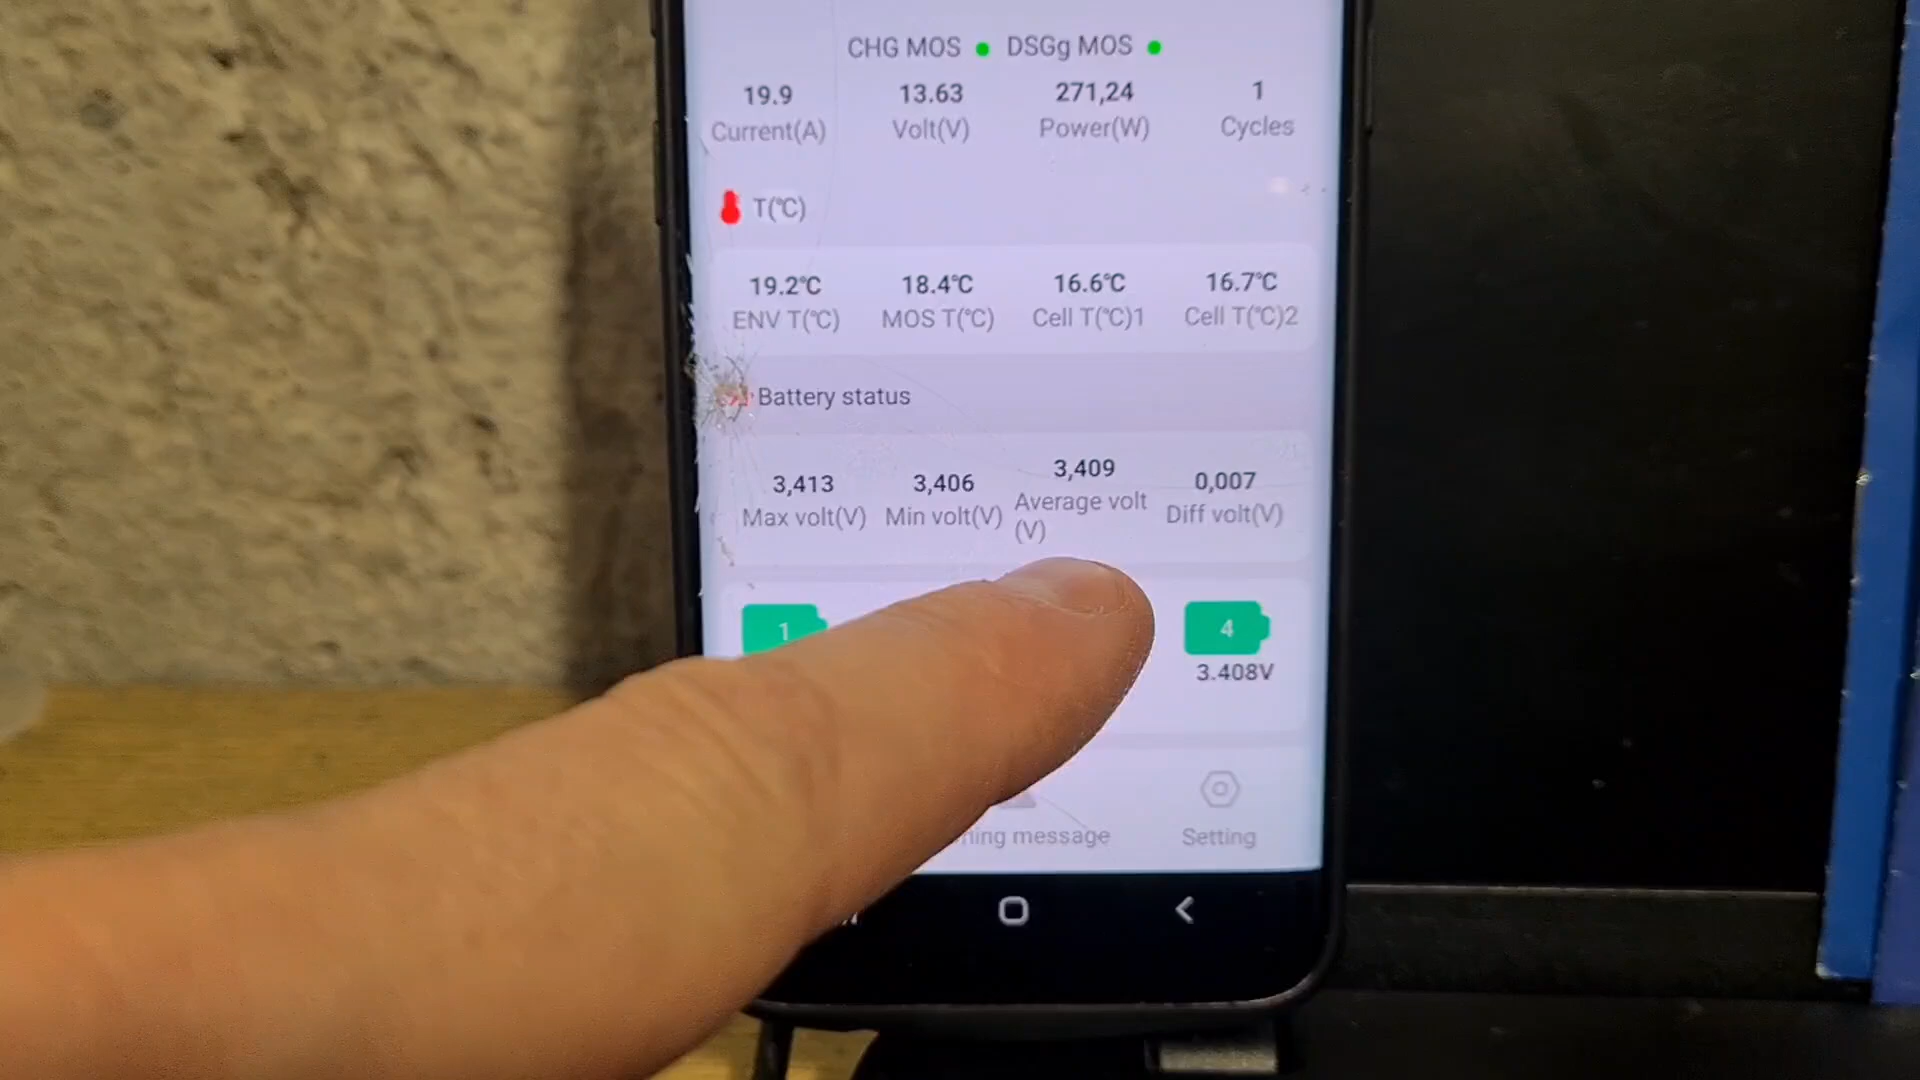 CHG MOS DSGg MOS
19.9 13.63 271,24 1
Current(A) Volt(V) Power(W) Cycles
T(℃)
19.2℃ 18.4℃ 16.6℃ 16.7℃
ENV T(℃) MOS T(℃) Cell T(℃)1 Cell T(℃)2
Battery status
3,413 3,406 3,409 0,007
Max volt(V) Min volt(V) Average volt (V) Diff volt(V)
1 4
3.408V
message Setting